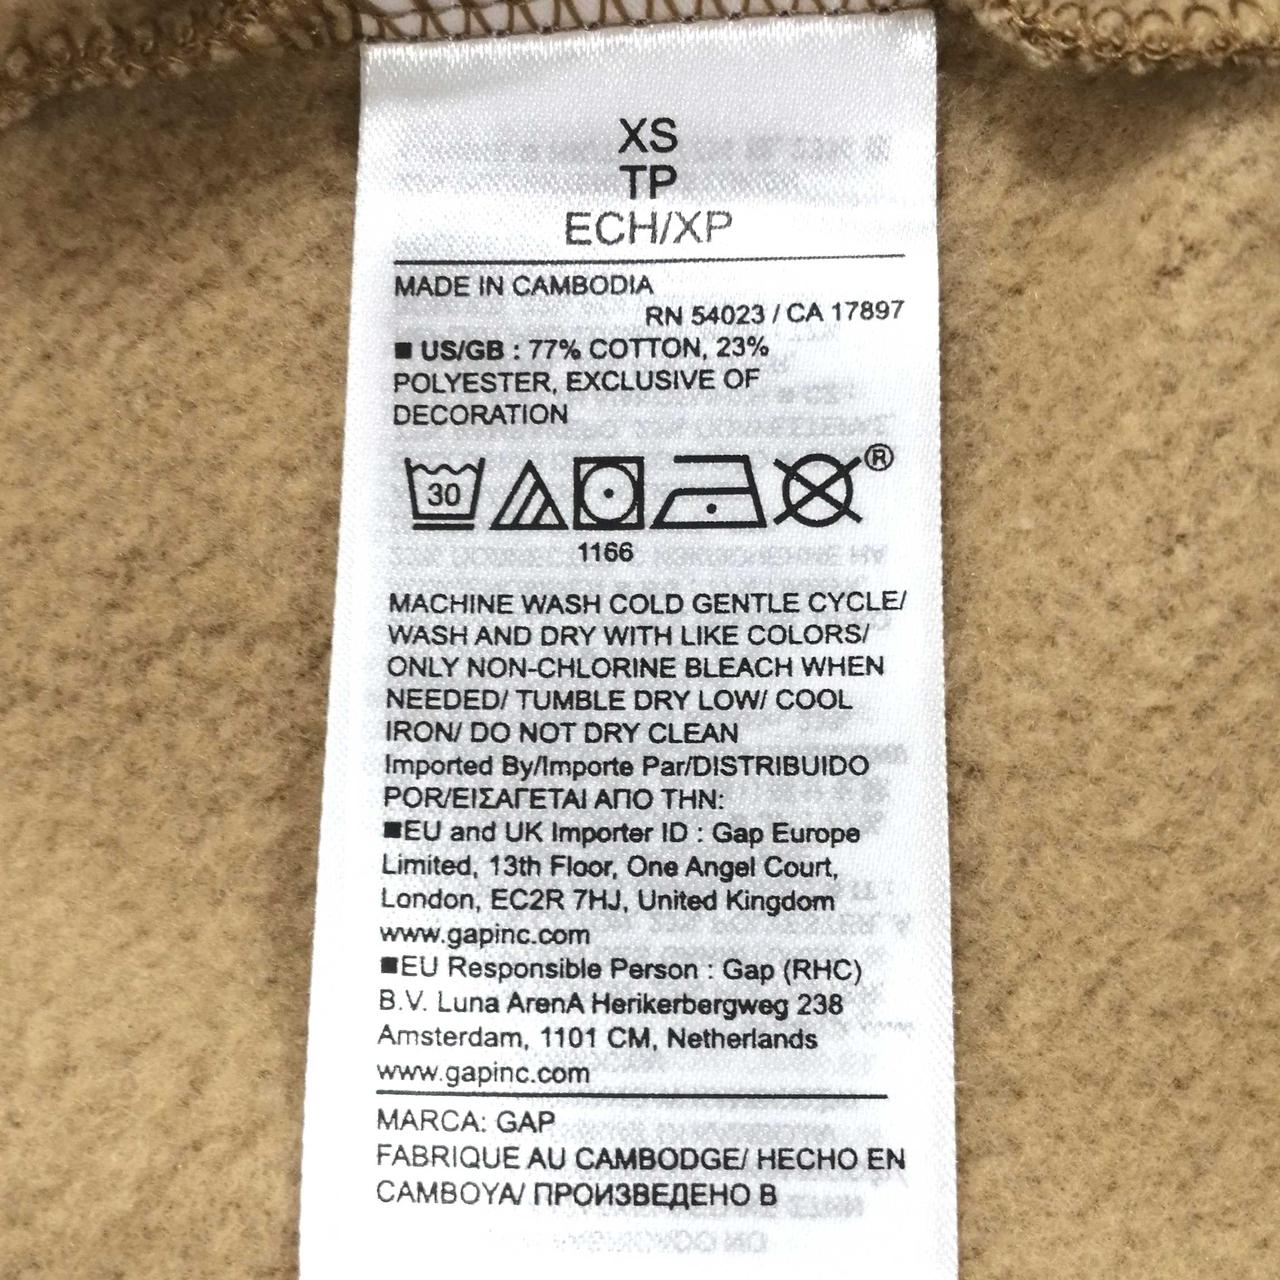 XS
TP
ECH/XP
MADE IN CAMBODIA
RN 54023 / CA 17897
■ US/GB : 77% COTTON, 23%
POLYESTER, EXCLUSIVE OF
DECORATION
30
®
1166
MACHINE WASH COLD GENTLE CYCLE/
WASH AND DRY WITH LIKE COLORS/
ONLY NON-CHLORINE BLEACH WHEN
NEEDED/ TUMBLE DRY LOW/ COOL
IRON/ DO NOT DRY CLEAN
Imported By/Importe Par/DISTRIBUIDO
POR/ΕΙΣΑΓΕΤΑΙ ΑΠΟ ΤΗΝ:
■EU and UK Importer ID : Gap Europe
Limited, 13th Floor, One Angel Court,
London, EC2R 7HJ, United Kingdom
www.gapinc.com
■EU Responsible Person : Gap (RHC)
B.V. Luna ArenA Herikerbergweg 238
Amsterdam, 1101 CM, Netherlands
www.gapinc.com
MARCA: GAP
FABRIQUE AU CAMBODGE/ HECHO EN
CAMBOYA/ ПРОИЗВЕДЕНО В